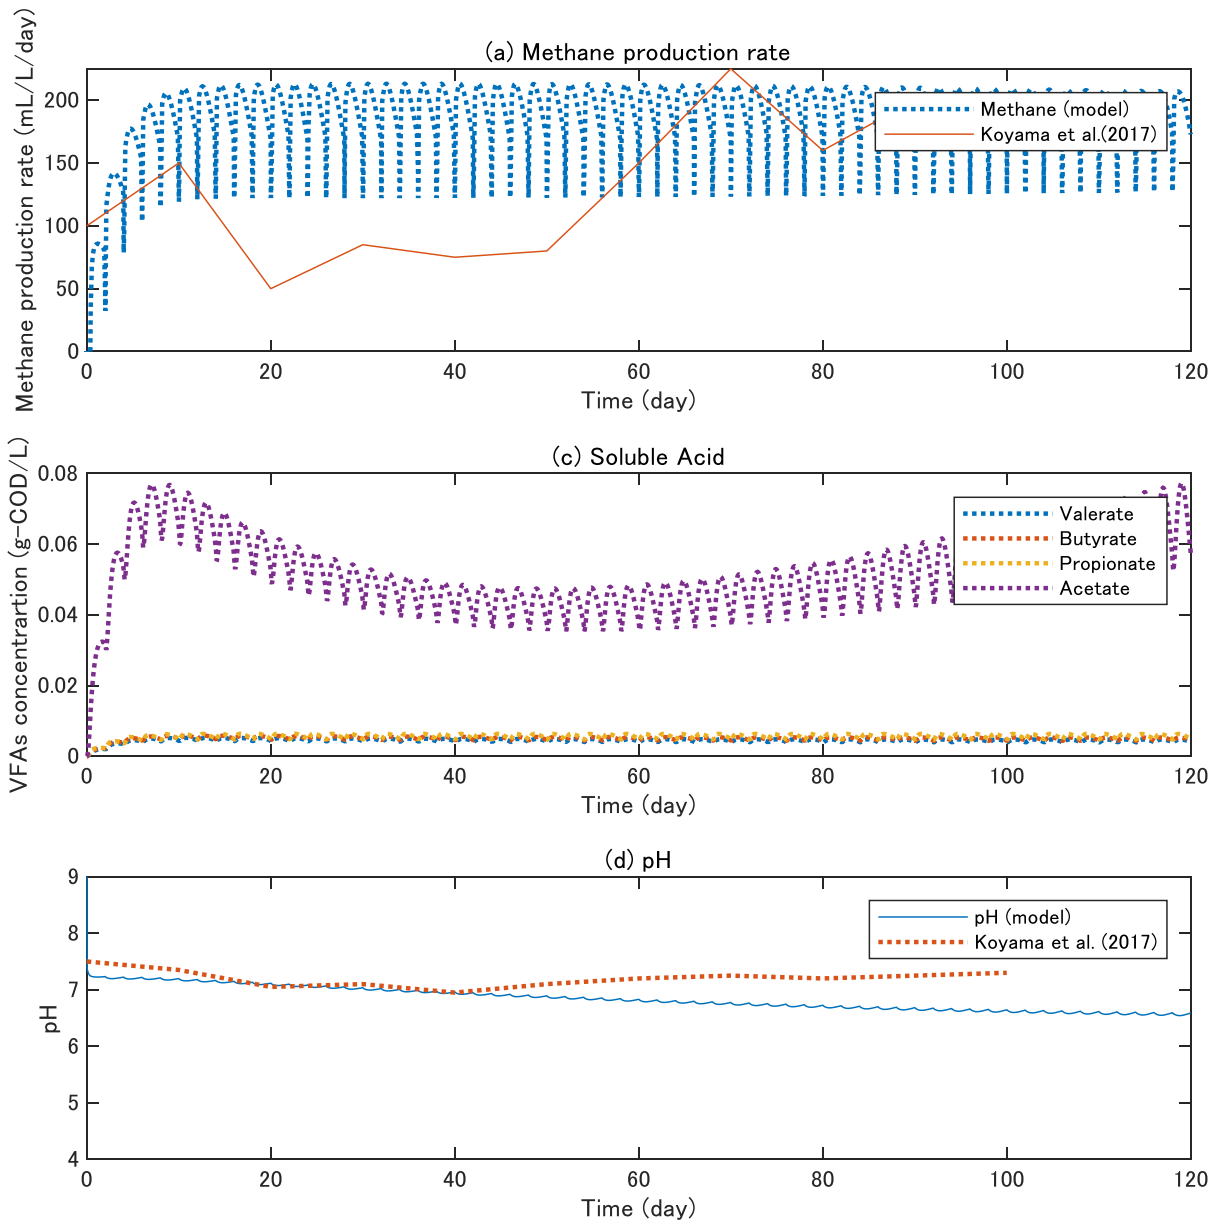 (a) Methane production rate
Methane production rate (mL/L/day)
200
150
100
50
0
0 20 40 60 80 100 120
Time (day)
Methane (model)
Koyama et al.(2017)
(c) Soluble Acid
VFAs concentrartion (g-COD/L)
0.08
0.06
0.04
0.02
0
0 20 40 60 80 100 120
Time (day)
Valerate
Butyrate
Propionate
Acetate
(d) pH
pH
9
8
7
6
5
4
0 20 40 60 80 100 120
Time (day)
pH (model)
Koyama et al. (2017)